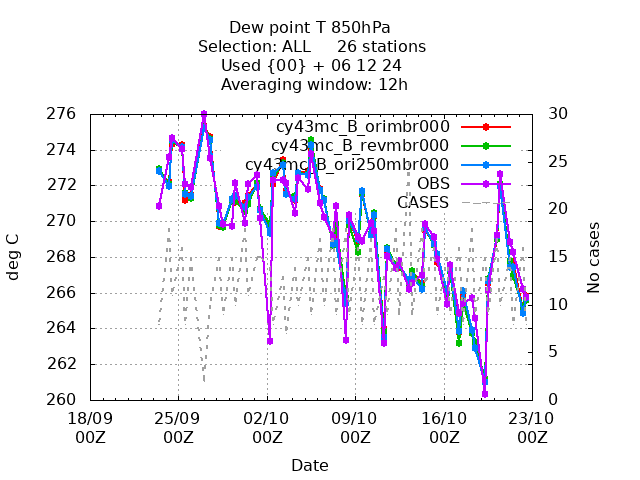 Dew point T 850hPa
Selection: ALL     26 stations
Used {00} + 06 12 24
Averaging window: 12h
276
274
272
270
268
266
264
262
260
deg C
30
25
20
15
10
5
0
No cases
cy43mc_B_orimbr000
cy43mc_B_revmbr000
cy43mc_B_ori250mbr000
OBS
CASES
18/09 25/09 02/10 09/10 16/10 23/10
00Z 00Z 00Z 00Z 00Z 00Z
Date